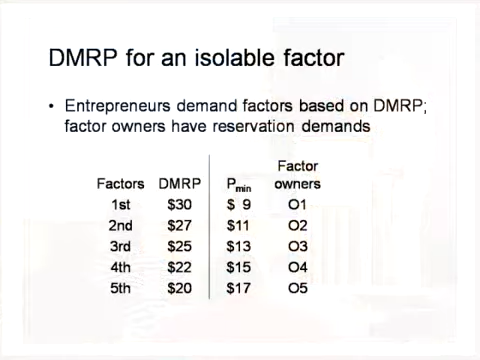 DMRP for an isolable factor
• Entrepreneurs demand factors based on DMRP;
factor owners have reservation demands
Factors DMRP Pmin Factor owners
1st $30 $ 9 O1
2nd $27 $11 O2
3rd $25 $13 O3
4th $22 $15 O4
5th $20 $17 O5